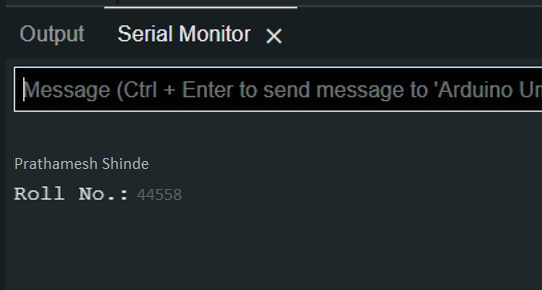 Output Serial Monitor
Message (Ctrl + Enter to send message to 'Arduino Un
Prathamesh Shinde
Roll No.: 44558